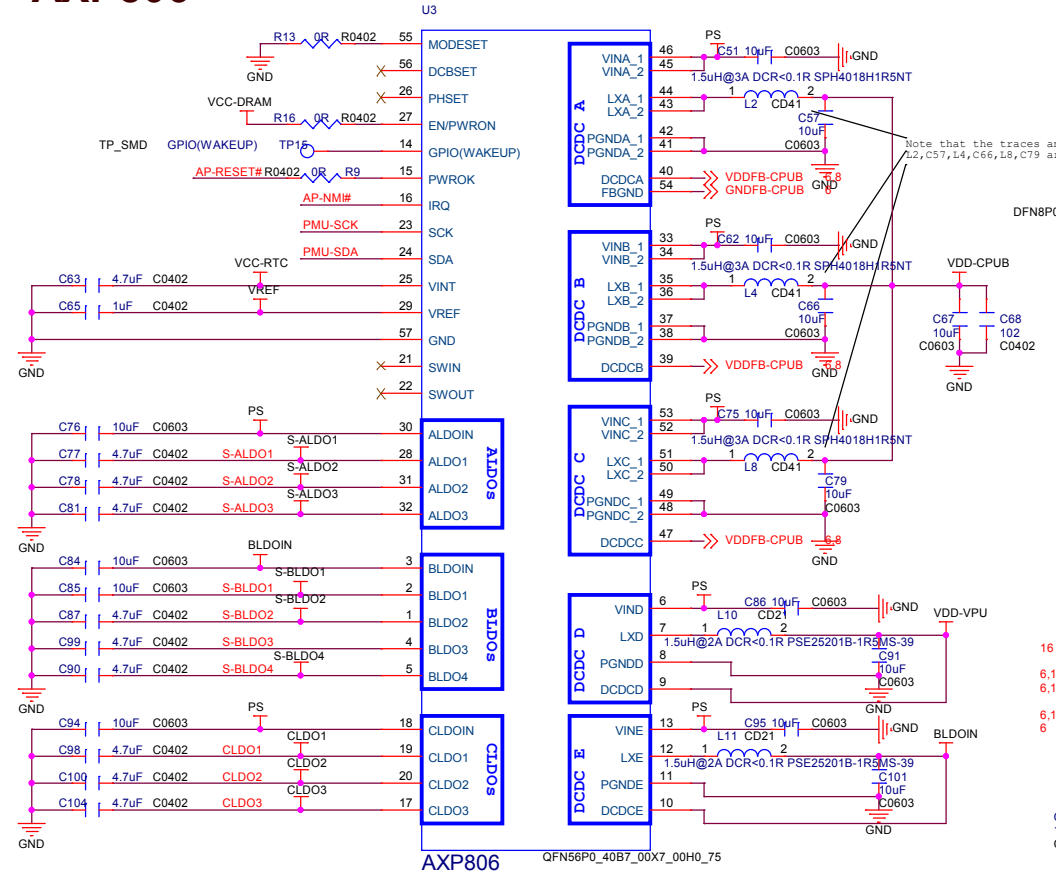 U3
R13 0R R0402 55 MODESET
GND
56 DCBSET
26 PHSET
VCC-DRAM
R16 0R R0402 27 EN/PWRON
TP_SMD GPIO(WAKEUP) TP15 14 GPIO(WAKEUP)
AP-RESET# R0402 0R R9 15 PWROK
AP-NMI# 16 IRQ
PMU-SCK 23 SCK
PMU-SDA 24 SDA
VCC-RTC
C63 4.7uF C0402 25 VINT
VREF
C65 1uF C0402 29 VREF
57 GND
GND
21 SWIN
22 SWOUT
PS
C76 10uF C0603 30 ALDOIN
S-ALDO1
C77 4.7uF C0402 S-ALDO1 28 ALDO1
S-ALDO2
C78 4.7uF C0402 S-ALDO2 31 ALDO2
S-ALDO3
C81 4.7uF C0402 S-ALDO3 32 ALDO3
ALDOs
GND
BLDOIN
C84 10uF C0603 3 BLDOIN
S-BLDO1
C85 10uF C0603 S-BLDO1 2 BLDO1
S-BLDO2
C87 4.7uF C0402 S-BLDO2 1 BLDO2
C99 4.7uF C0402 S-BLDO3 4 BLDO3
S-BLDO4
C90 4.7uF C0402 S-BLDO4 5 BLDO4
BLDOs
GND
PS
C94 10uF C0603 18 CLDOIN
CLDO1
C98 4.7uF C0402 CLDO1 19 CLDO1
CLDO2
C100 4.7uF C0402 CLDO2 20 CLDO2
CLDO3
C104 4.7uF C0402 CLDO3 17 CLDO3
CLDOs
GND
AXP806
QFN56P0_40B7_00X7_00H0_75
DCDC A
PS
VINA_1 46 C51 10uF C0603 GND
VINA_2 45
1.5uH@3A DCR<0.1R SPH4018H1R5NT
LXA_1 44 1 2
LXA_2 43 L2 CD41
C57
10uF
C0603
PGNDA_1 42
PGNDA_2 41
DCDCA 40 VDDFB-CPUB 6,8
FBGND 54 GNDFB-CPUB 6
GND
Note that the traces
L2,C57,L4,C66,L8,C79
DCDC B
PS
VINB_1 33 C62 10uF C0603 GND
VINB_2 34
1.5uH@3A DCR<0.1R SPH4018H1R5NT
LXB_1 35 1 2
LXB_2 36 L4 CD41
C66
10uF
C0603
PGNDB_1 37
PGNDB_2 38
DCDCB 39 VDDFB-CPUB 6,8
GND
VDD-CPUB
C67 10uF C0603
C68 102 C0402
GND
DCDC C
PS
VINC_1 53 C75 10uF C0603 GND
VINC_2 52
1.5uH@3A DCR<0.1R SPH4018H1R5NT
LXC_1 51 1 2
LXC_2 50 L8 CD41
C79
10uF
C0603
PGNDC_1 49
PGNDC_2 48
DCDCC 47 VDDFB-CPUB 6,8
GND
DCDC D
PS
VIND 6 C86 10uF C0603 GND
L10 CD21
VDD-VPU
LXD 7 1 2
1.5uH@2A DCR<0.1R PSE25201B-1R5MS-39
PGNDD 8
C91
10uF
C0603
DCDCD 9
GND
DCDC E
PS
VINE 13 C95 10uF C0603 GND
L11 CD21
BLDOIN
LXE 12 1 2
1.5uH@2A DCR<0.1R PSE25201B-1R5MS-39
PGNDE 11
C101
10uF
C0603
DCDCE 10
GND
16
6